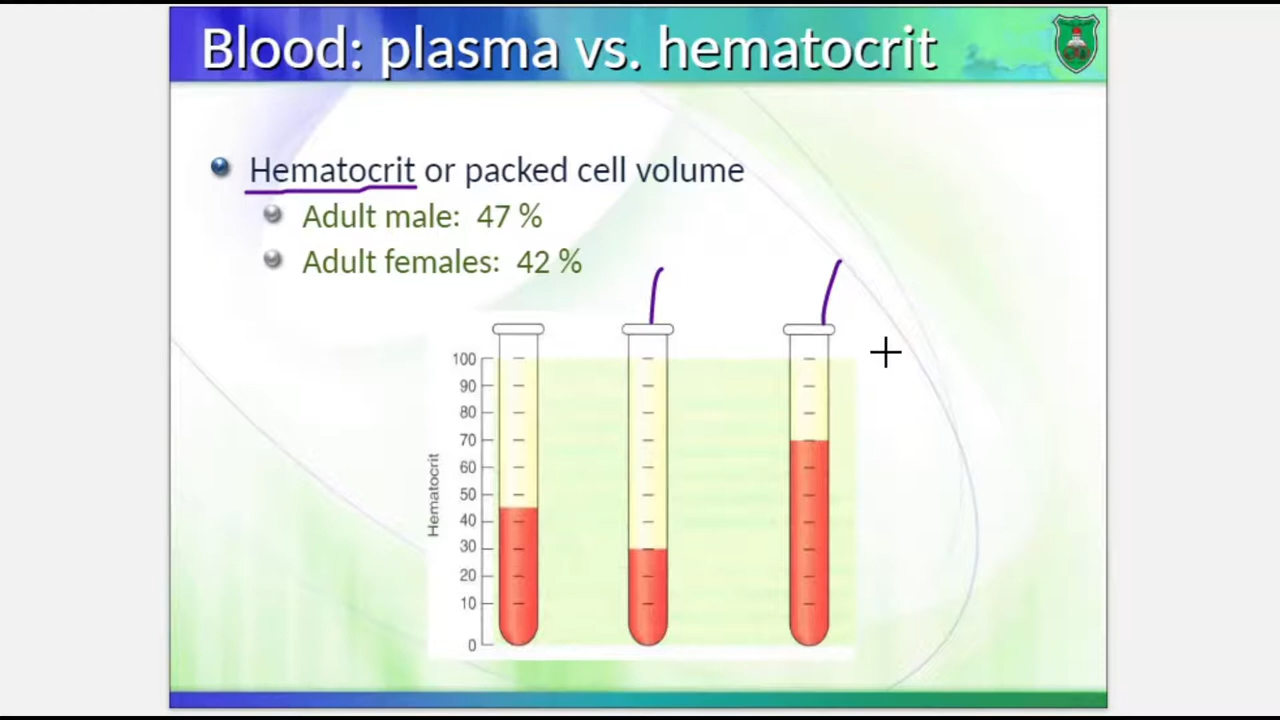 Blood: plasma vs. hematocrit
Hematocrit or packed cell volume
Adult male: 47 %
Adult females: 42 %
100
90
80
70
60
50
40
30
20
10
0
Hematocrit